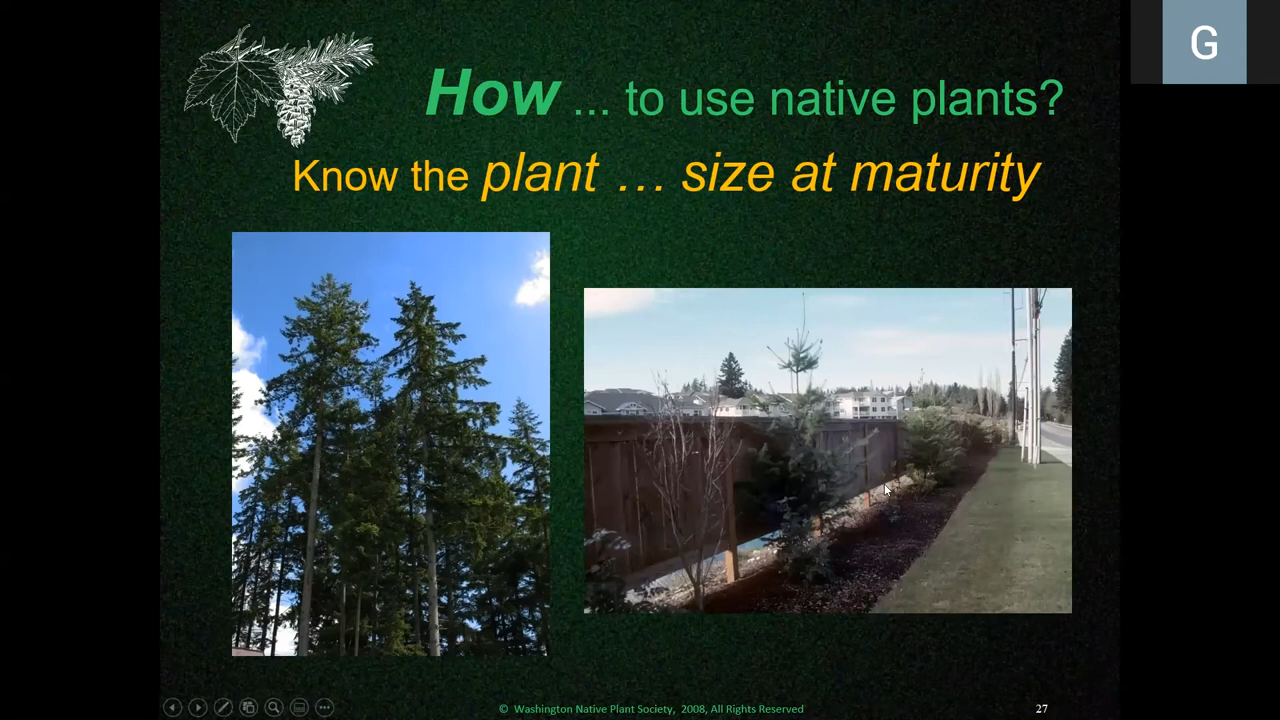 How ... to use native plants?
Know the plant … size at maturity
G
© Washington Native Plant Society, 2008, All Rights Reserved
27